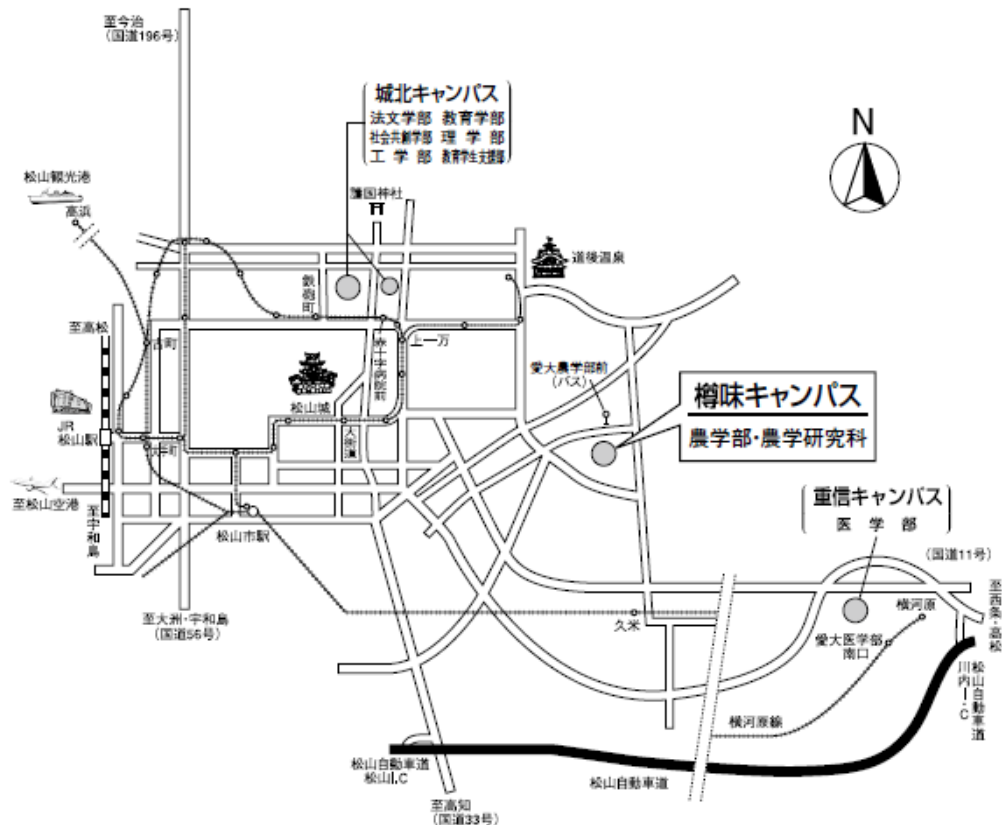 至今治
(国道196号)
城北キャンパス
法文学部 教育学部
社会共創学部 理学部
工学部 教育学生支援部
N
松山観光港
高浜
護国神社
道後温泉
鉄砲町
至高松
古町
赤十字病院前
上一万
愛大農学部前
(バス)
樽味キャンパス
農学部・農学研究科
松山城
JR
松山駅
大手町
大街道
至松山空港
至宇和島
松山市駅
重信キャンパス
医学部
(国道11号)
至西条・高松
至大洲・宇和島
(国道56号)
久米
横河原
愛大医学部
南口
松山自動車道
川内I・C
横河原線
松山自動車道
松山I.C
松山自動車道
至高知
(国道33号)